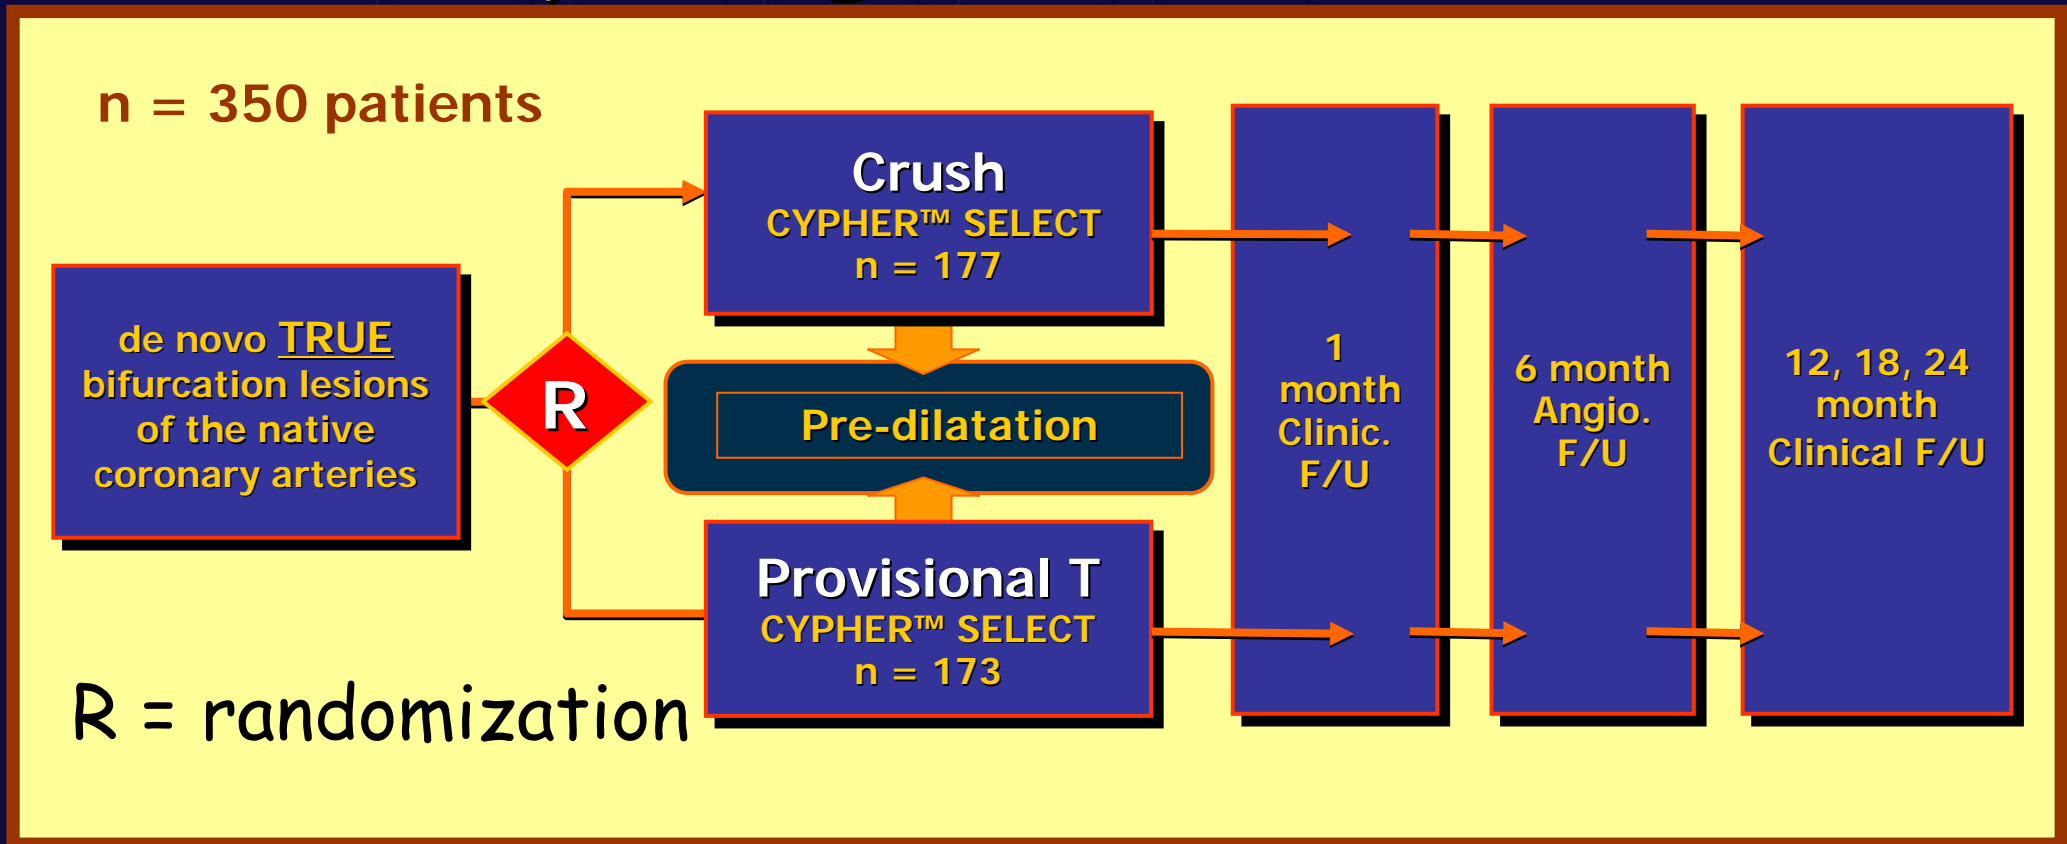 n = 350 patients
de novo TRUE
bifurcation lesions
of the native
coronary arteries
R
Crush
CYPHER™ SELECT
n = 177
Pre-dilatation
Provisional T
CYPHER™ SELECT
n = 173
1
month
Clinic.
F/U
6 month
Angio.
F/U
12, 18, 24
month
Clinical F/U
R = randomization